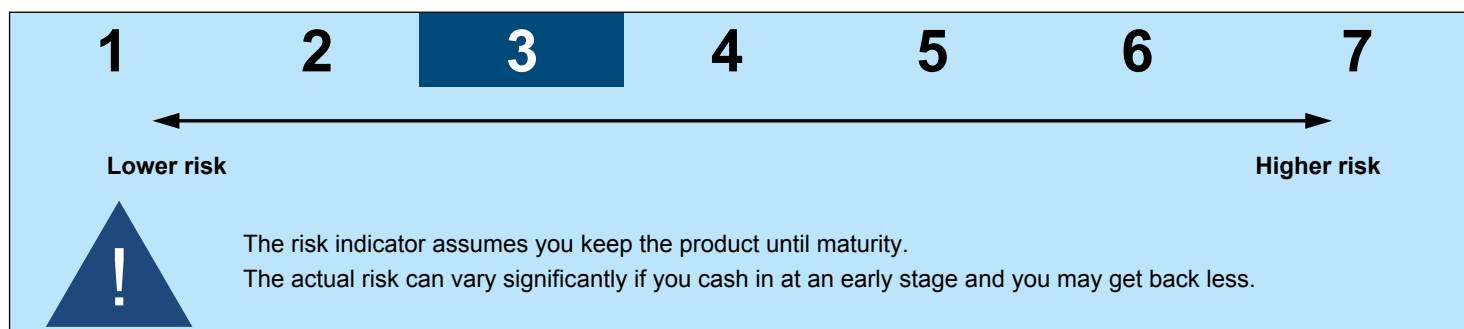 1 2 3 4 5 6 7
Lower risk Higher risk
!
The risk indicator assumes you keep the product until maturity.
The actual risk can vary significantly if you cash in at an early stage and you may get back less.